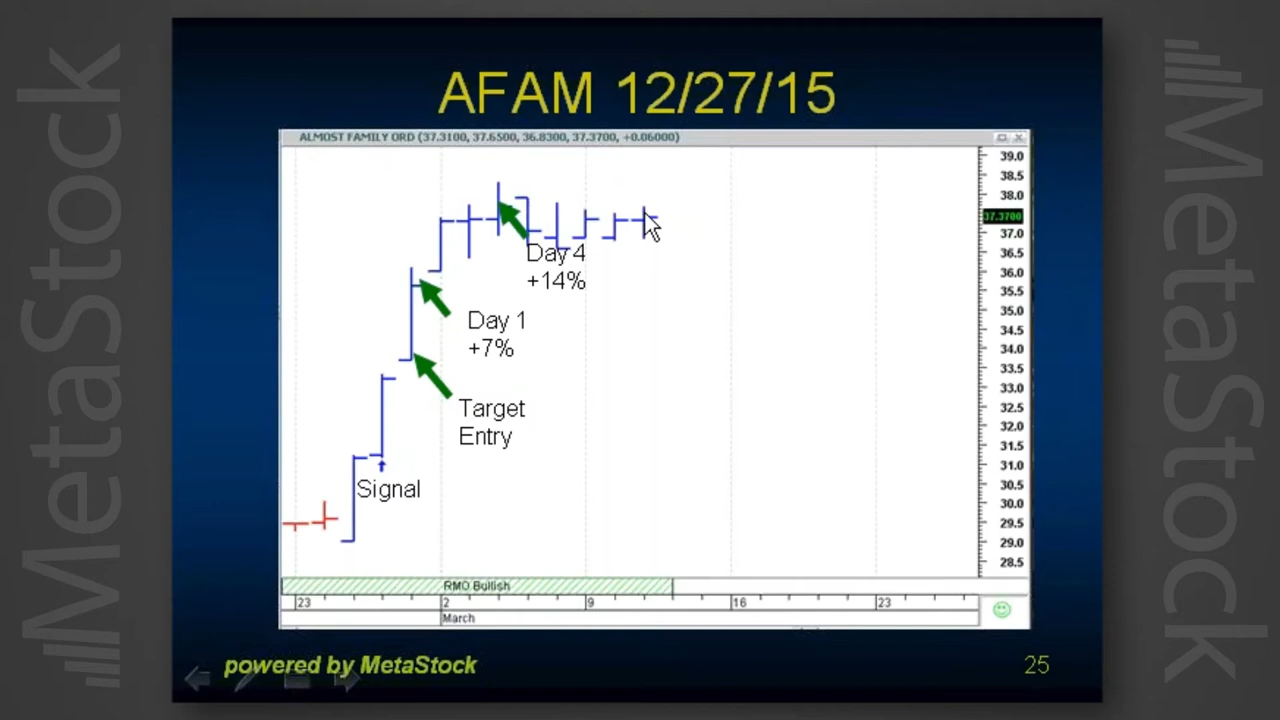 AFAM 12/27/15
ALMOST FAMILY ORD (37.3100, 37.6500, 36.8300, 37.3700, +0.06000)
39.0
38.5
38.0
37.3700
37.0
36.5
36.0
35.5
35.0
34.5
34.0
33.5
33.0
32.5
32.0
31.5
31.0
30.5
30.0
29.5
29.0
28.5
Day 4
+14%
Day 1
+7%
Target
Entry
Signal
RMO Bullish
23 2 9 16 23
March
powered by MetaStock
25
MetaStock
MetaStock